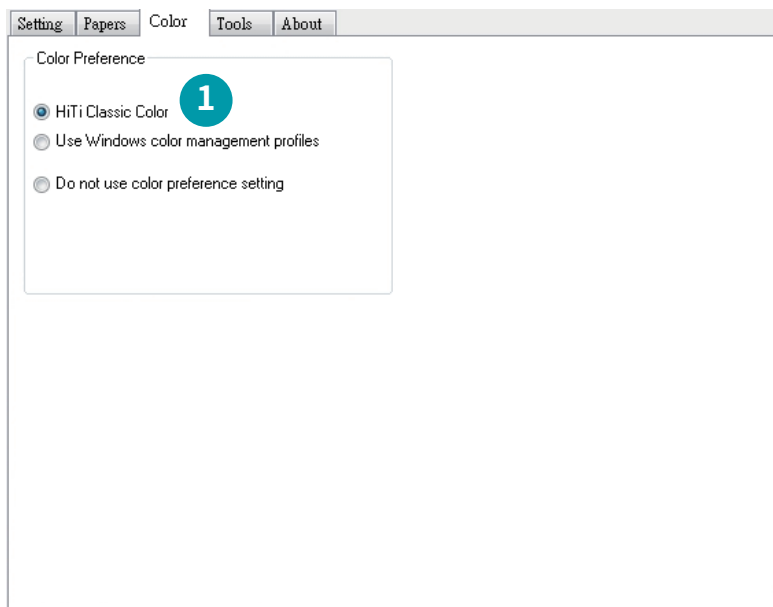 Setting Papers Color Tools About
Color Preference
HiTi Classic Color 1
Use Windows color management profiles
Do not use color preference setting